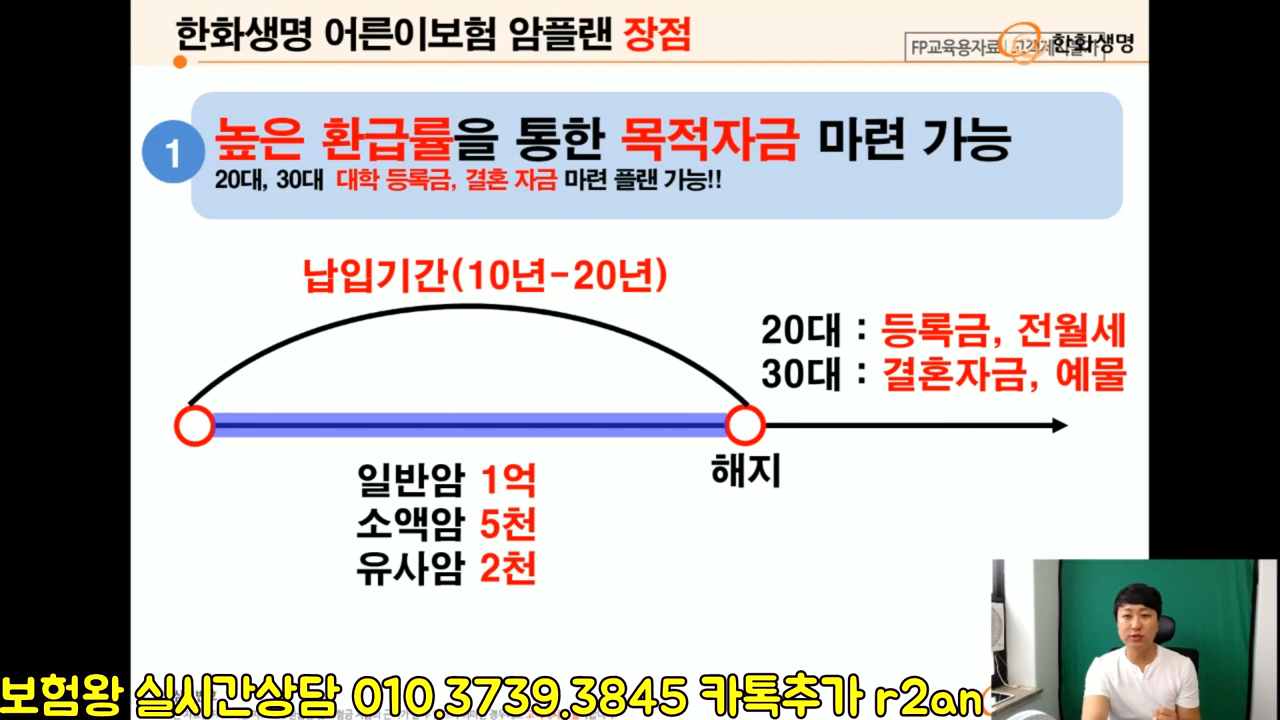 한화생명 어른이보험 암플랜 장점
FP교육용자료
한화생명
1
높은 환급률을 통한 목적자금 마련 가능
20대, 30대 대학 등록금, 결혼 자금 마련 플랜 가능!!
납입기간(10년-20년)
20대 : 등록금, 전월세
30대 : 결혼자금, 예물
해지
일반암 1억
소액암 5천
유사암 2천
보험왕 실시간상담 010.3739.3845 카톡추가 r2an